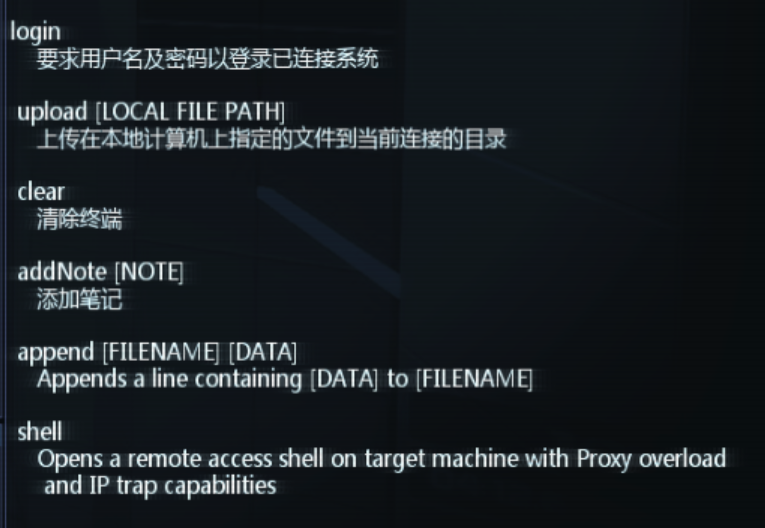 login
要求用户名及密码以登录已连接系统
upload [LOCAL FILE PATH]
上传在本地计算机上指定的文件到当前连接的目录
clear
清除终端
addNote [NOTE]
添加笔记
append [FILENAME] [DATA]
Appends a line containing [DATA] to [FILENAME]
shell
Opens a remote access shell on target machine with Proxy overload
and IP trap capabilities